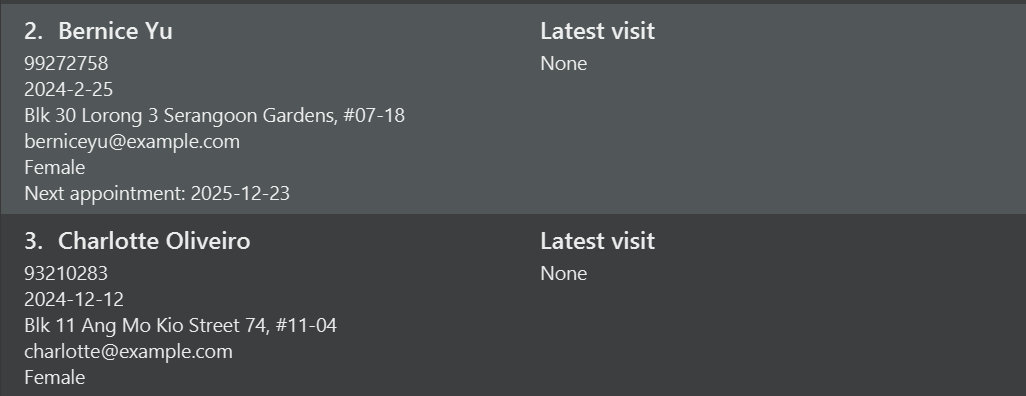 2. Bernice Yu
99272758
2024-2-25
Blk 30 Lorong 3 Serangoon Gardens, #07-18
berniceyu@example.com
Female
Next appointment: 2025-12-23
Latest visit
None
3. Charlotte Oliveiro
93210283
2024-12-12
Blk 11 Ang Mo Kio Street 74, #11-04
charlotte@example.com
Female
Latest visit
None